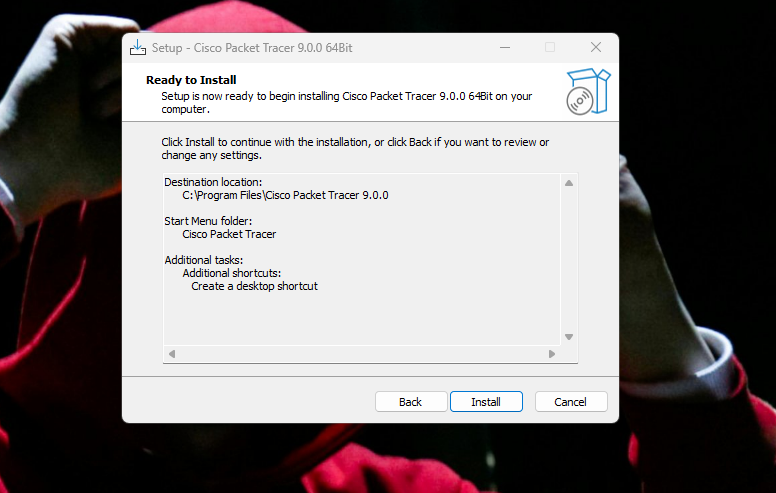 Setup - Cisco Packet Tracer 9.0.0 64Bit
Ready to Install
Setup is now ready to begin installing Cisco Packet Tracer 9.0.0 64Bit on your
computer.
Click Install to continue with the installation, or click Back if you want to review or
change any settings.
Destination location:
C:\Program Files\Cisco Packet Tracer 9.0.0
Start Menu folder:
Cisco Packet Tracer
Additional tasks:
Additional shortcuts:
Create a desktop shortcut
Back
Install
Cancel